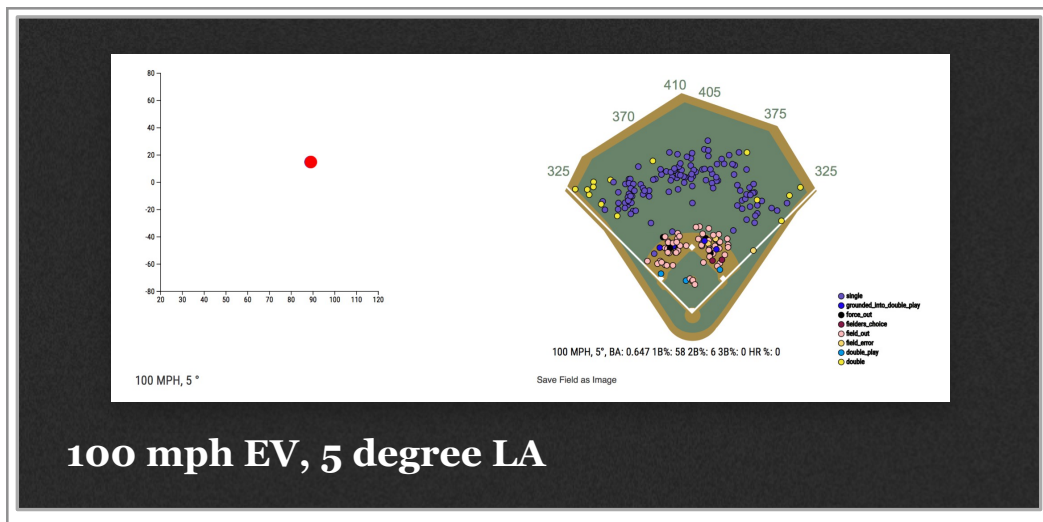 80
60
40
20
0
-20
-40
-60
-80
20 30 40 50 60 70 80 90 100 110 120
100 MPH, 5 °
410 405
370 375
325 325
single
grounded_into_double_play
force_out
fielders_choice
field_out
field_error
double_play
double
100 MPH, 5°, BA: 0.647 1B%: 58 2B%: 6 3B%: 0 HR %: 0
Save Field as Image
100 mph EV, 5 degree LA